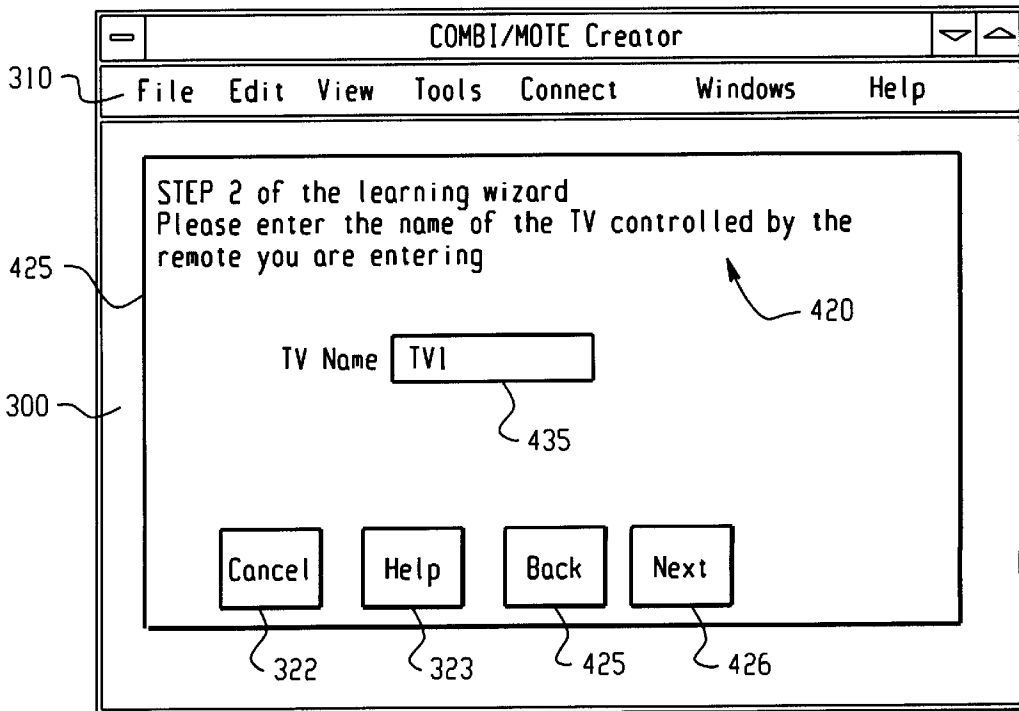 COMBI/MOTE Creator
310
File Edit View Tools Connect Windows Help
STEP 2 of the learning wizard
Please enter the name of the TV controlled by the
remote you are entering
425
420
TV Name TV1
300
435
Cancel Help Back Next
322 323 425 426